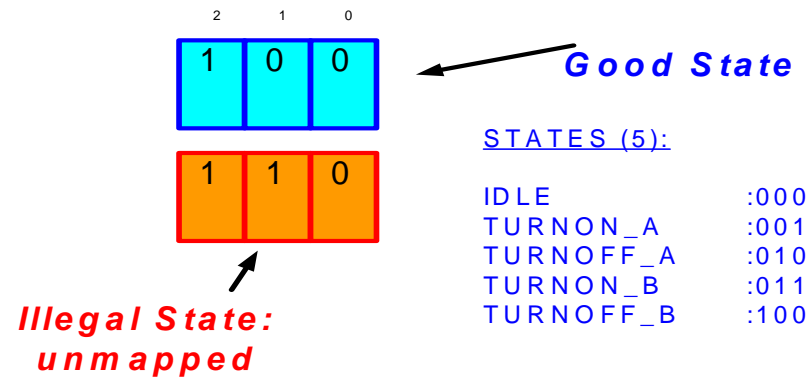 2 1 0
1 0 0
Good State
STATES (5):
1 1 0
IDLE :000
TURNON_A :001
TURNOFF_A :010
TURNON_B :011
TURNOFF_B :100
Illegal State:
unmapped